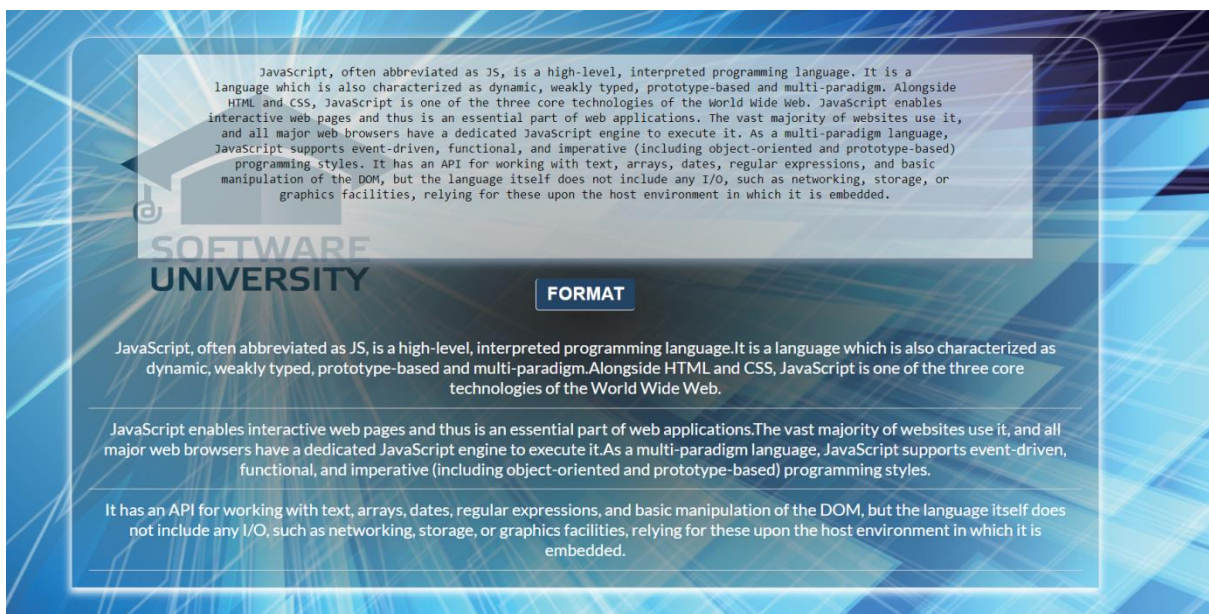 JavaScript, often abbreviated as JS, is a high-level, interpreted programming language. It is a
language which is also characterized as dynamic, weakly typed, prototype-based and multi-paradigm. Alongside
HTML and CSS, JavaScript is one of the three core technologies of the World Wide Web. JavaScript enables
interactive web pages and thus is an essential part of web applications. The vast majority of websites use it,
and all major web browsers have a dedicated JavaScript engine to execute it. As a multi-paradigm language,
JavaScript supports event-driven, functional, and imperative (including object-oriented and prototype-based)
programming styles. It has an API for working with text, arrays, dates, regular expressions, and basic
manipulation of the DOM, but the language itself does not include any I/O, such as networking, storage, or
graphics facilities, relying for these upon the host environment in which it is embedded.
SOFTWARE
UNIVERSITY
FORMAT
JavaScript, often abbreviated as JS, is a high-level, interpreted programming language.It is a language which is also characterized as
dynamic, weakly typed, prototype-based and multi-paradigm.Alongside HTML and CSS, JavaScript is one of the three core
technologies of the World Wide Web.
JavaScript enables interactive web pages and thus is an essential part of web applications.The vast majority of websites use it, and all
major web browsers have a dedicated JavaScript engine to execute it.As a multi-paradigm language, JavaScript supports event-driven,
functional, and imperative (including object-oriented and prototype-based) programming styles.
It has an API for working with text, arrays, dates, regular expressions, and basic manipulation of the DOM, but the language itself does
not include any I/O, such as networking, storage, or graphics facilities, relying for these upon the host environment in which it is
embedded.